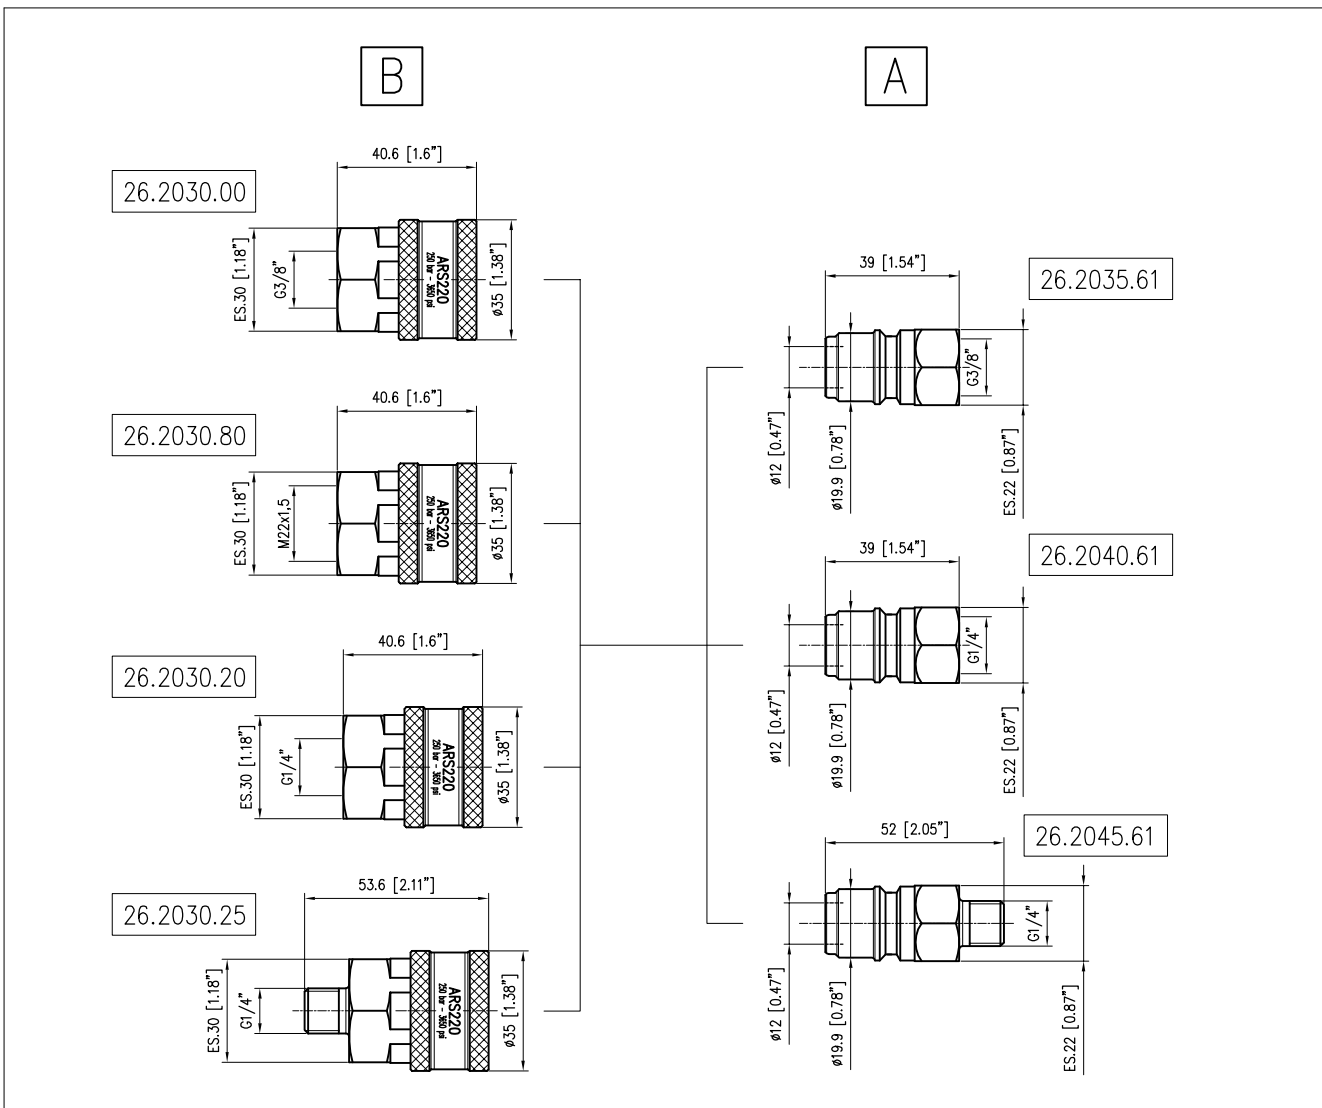 B
A
26.2030.00
40.6 [1.6"]
ES.30 [1.18"]
G3/8"
ARS220
250 bar - 3650 psi
ø35 [1.38"]
26.2030.80
40.6 [1.6"]
ES.30 [1.18"]
M22x1,5
ARS220
250 bar - 3650 psi
ø35 [1.38"]
26.2030.20
40.6 [1.6"]
ES.30 [1.18"]
G1/4"
ARS220
250 bar - 3650 psi
ø35 [1.38"]
26.2030.25
53.6 [2.11"]
ES.30 [1.18"]
G1/4"
ARS220
250 bar - 3650 psi
ø35 [1.38"]
39 [1.54"]
26.2035.61
ø12 [0.47"]
ø19.9 [0.78"]
G3/8"
ES.22 [0.87"]
39 [1.54"]
26.2040.61
ø12 [0.47"]
ø19.9 [0.78"]
G1/4"
ES.22 [0.87"]
52 [2.05"]
26.2045.61
ø12 [0.47"]
ø19.9 [0.78"]
G1/4"
ES.22 [0.87"]